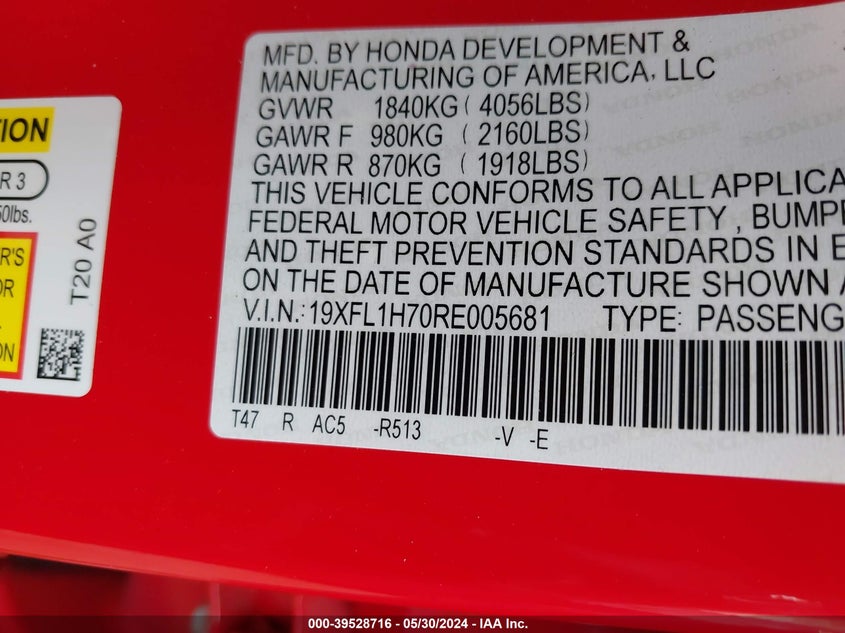 MFD. BY HONDA DEVELOPMENT &
MANUFACTURING OF AMERICA, LLC
GVWR 1840KG ( 4056LBS)
GAWR F 980KG ( 2160LBS)
GAWR R 870KG ( 1918LBS)
THIS VEHICLE CONFORMS TO ALL APPLICA
FEDERAL MOTOR VEHICLE SAFETY , BUMPE
AND THEFT PREVENTION STANDARDS IN E
ON THE DATE OF MANUFACTURE SHOWN A
V.I.N.:19XFL1H70RE005681 TYPE: PASSENG
T47 R AC5 -R513 -V -E
TION
R 3
50lbs.
R'S
OR
ON
T20 A0
000-39528716 - 05/30/2024 - IAA Inc.